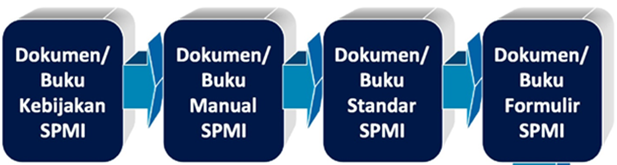 Dokumen/
Buku
Kebijakan
SPMI
Dokumen/
Buku
Manual
SPMI
Dokumen/
Buku
Standar
SPMI
Dokumen/
Buku
Formulir
SPMI